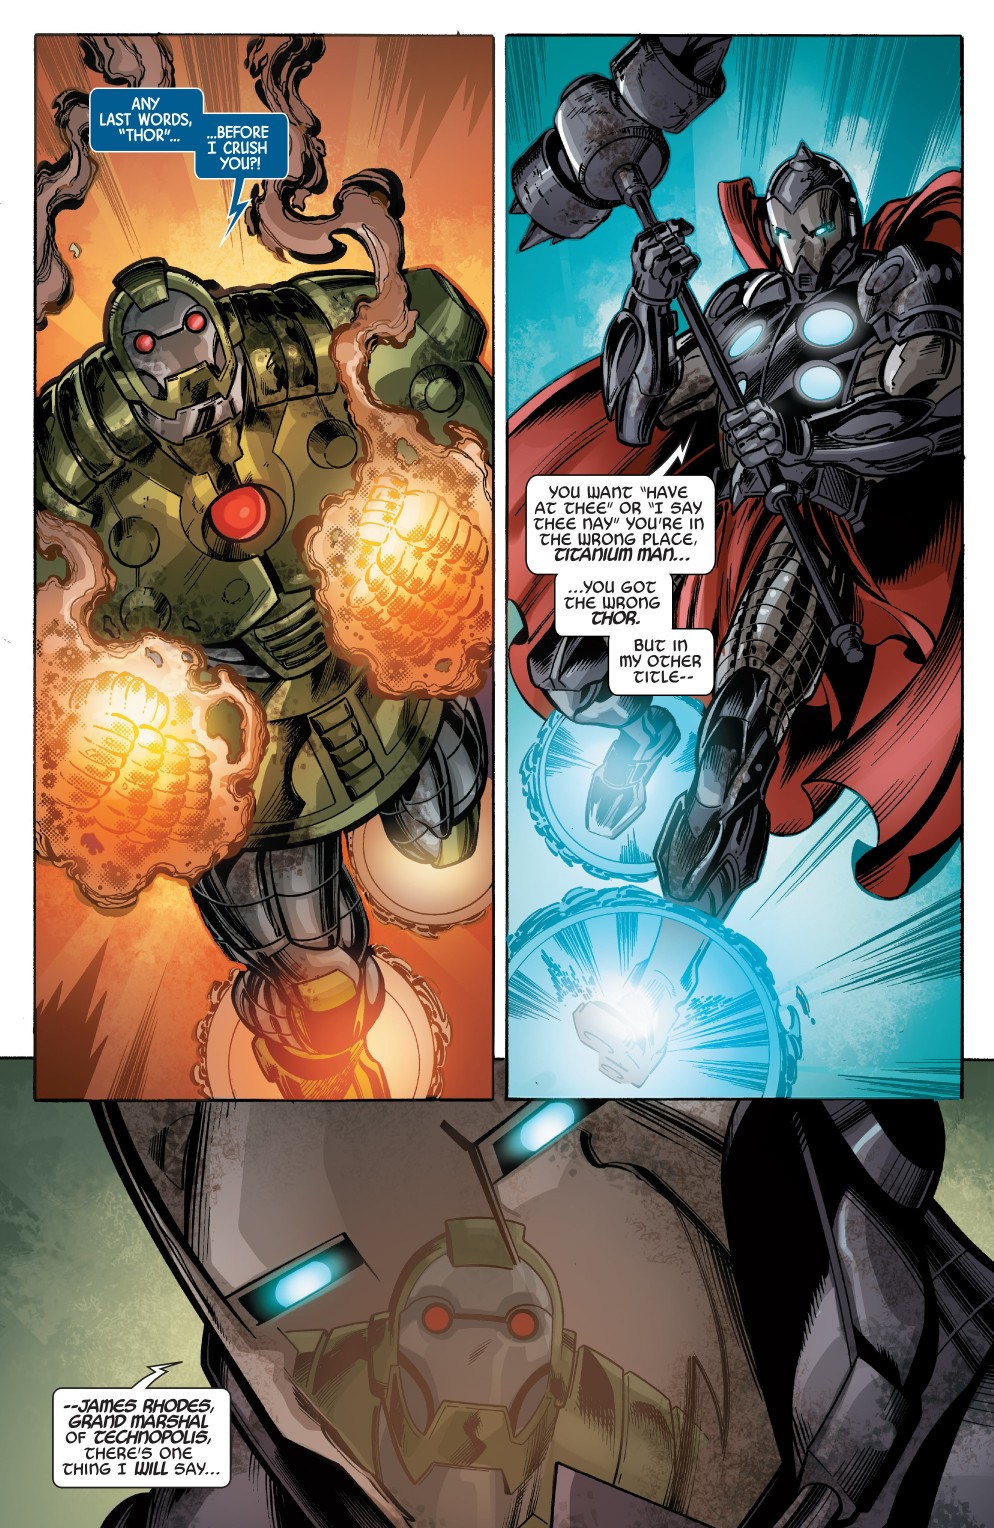 ANY
LAST WORDS,
"THOR"...
...BEFORE
I CRUSH
YOU?!
YOU WANT "HAVE
AT THEE" OR "I SAY
THEE NAY" YOU'RE IN
THE WRONG PLACE,
TITANIUM MAN...
...YOU GOT
THE WRONG
THOR.
BUT IN
MY OTHER
TITLE--
--JAMES RHODES,
GRAND MARSHAL
OF TECHNOPOLIS,
THERE'S ONE
THING I WILL SAY...